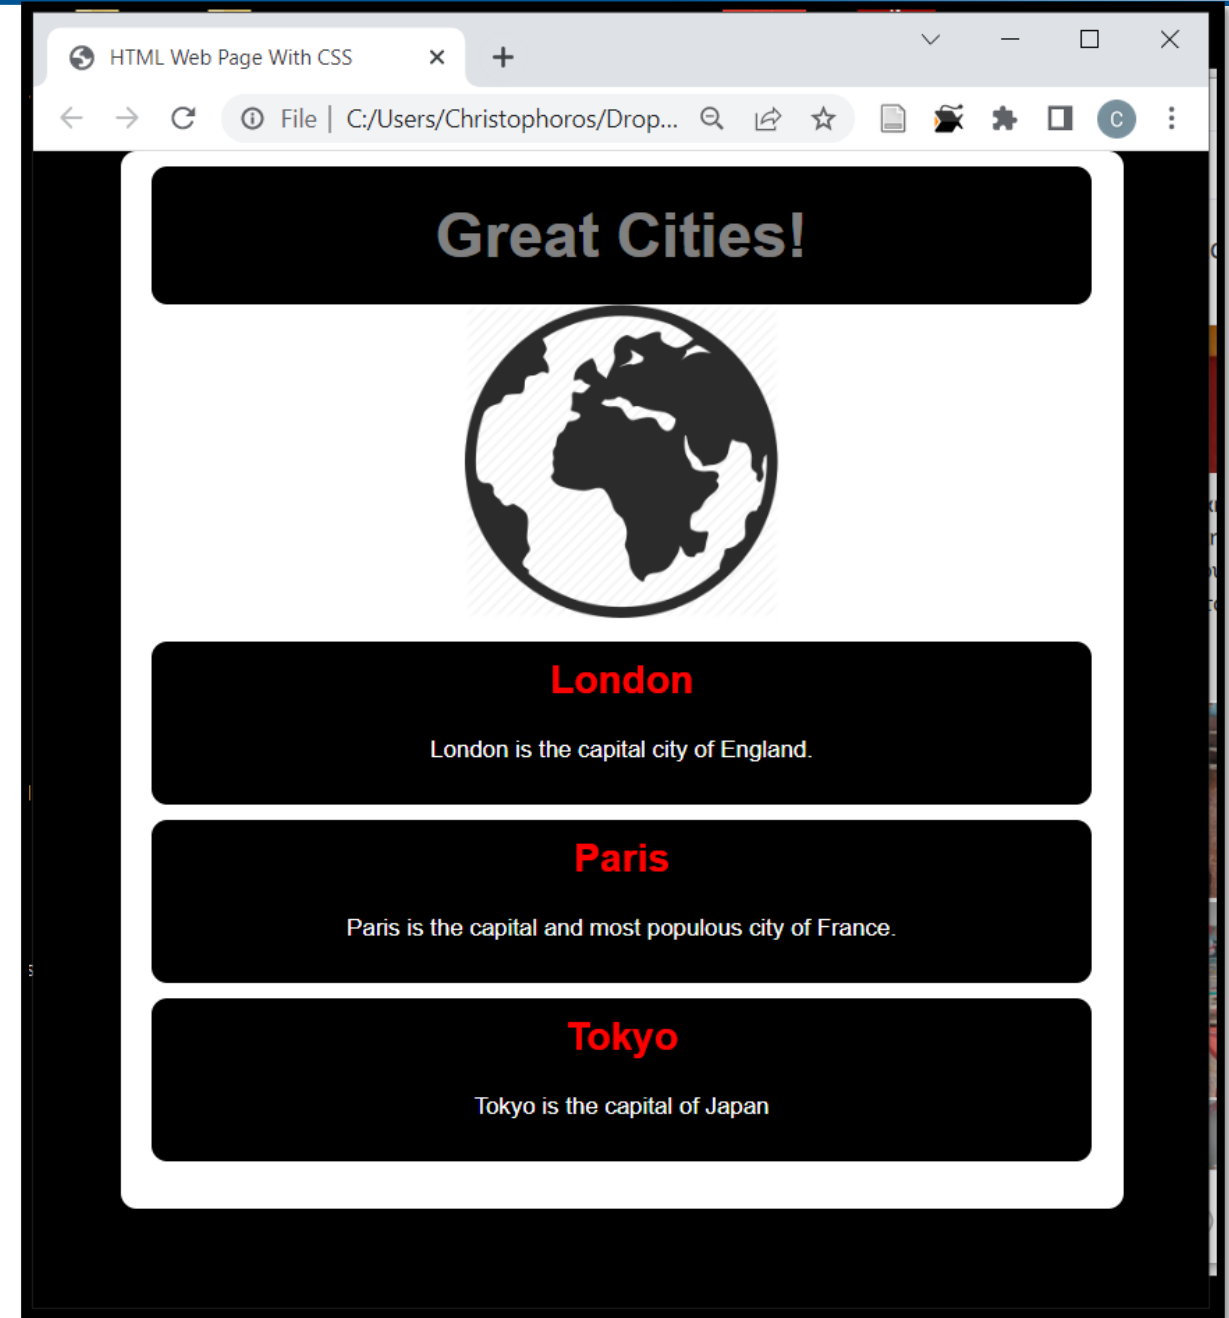 HTML Web Page With CSS
File | C:/Users/Christophoros/Drop...
C
Great Cities!
London
London is the capital city of England.
Paris
Paris is the capital and most populous city of France.
Tokyo
Tokyo is the capital of Japan